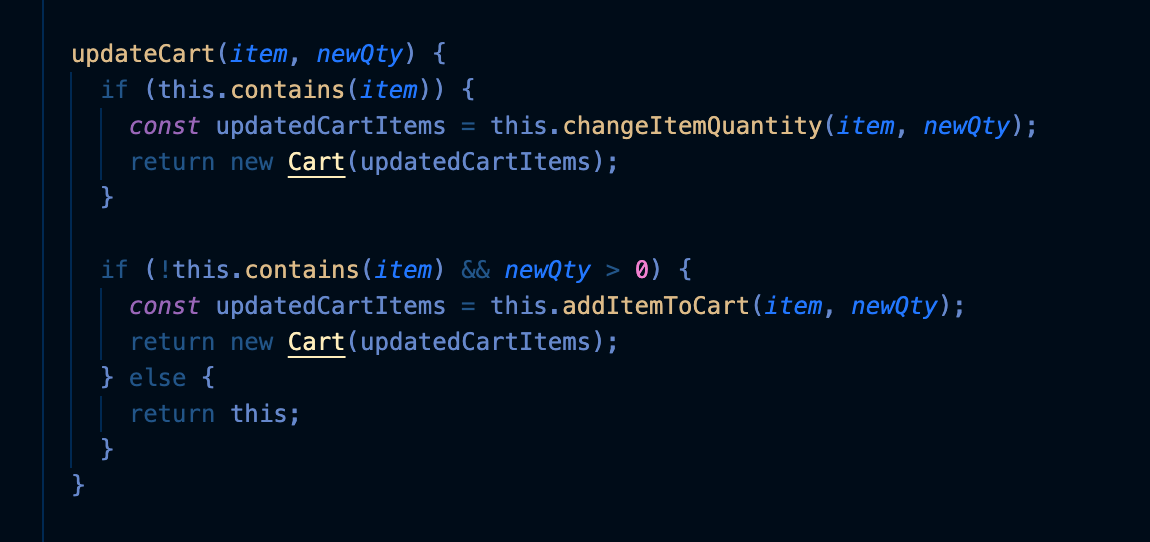 updateCart(item, newQty) {
  if (this.contains(item)) {
    const updatedCartItems = this.changeItemQuantity(item, newQty);
    return new Cart(updatedCartItems);
  }

  if (!this.contains(item) && newQty > 0) {
    const updatedCartItems = this.addItemToCart(item, newQty);
    return new Cart(updatedCartItems);
  } else {
    return this;
  }
}